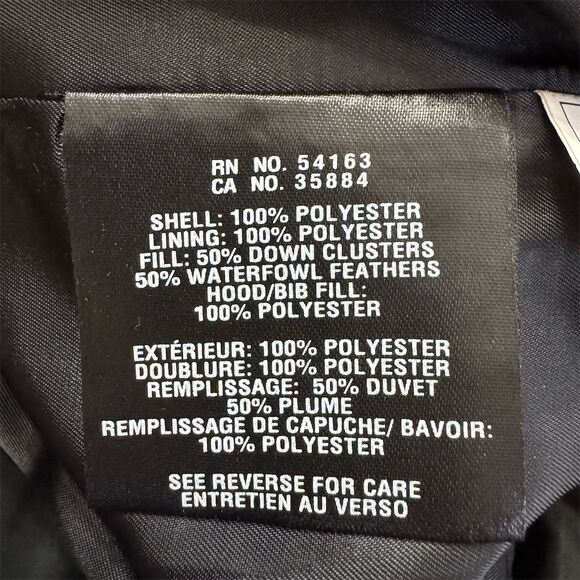 RN NO. 54163
CA NO. 35884
SHELL: 100% POLYESTER
LINING: 100% POLYESTER
FILL: 50% DOWN CLUSTERS
50% WATERFOWL FEATHERS
HOOD/BIB FILL:
100% POLYESTER
EXTÉRIEUR: 100% POLYESTER
DOUBLURE: 100% POLYESTER
REMPLISSAGE: 50% DUVET
50% PLUME
REMPLISSAGE DE CAPUCHE/ BAVOIR:
100% POLYESTER
SEE REVERSE FOR CARE
ENTRETIEN AU VERSO